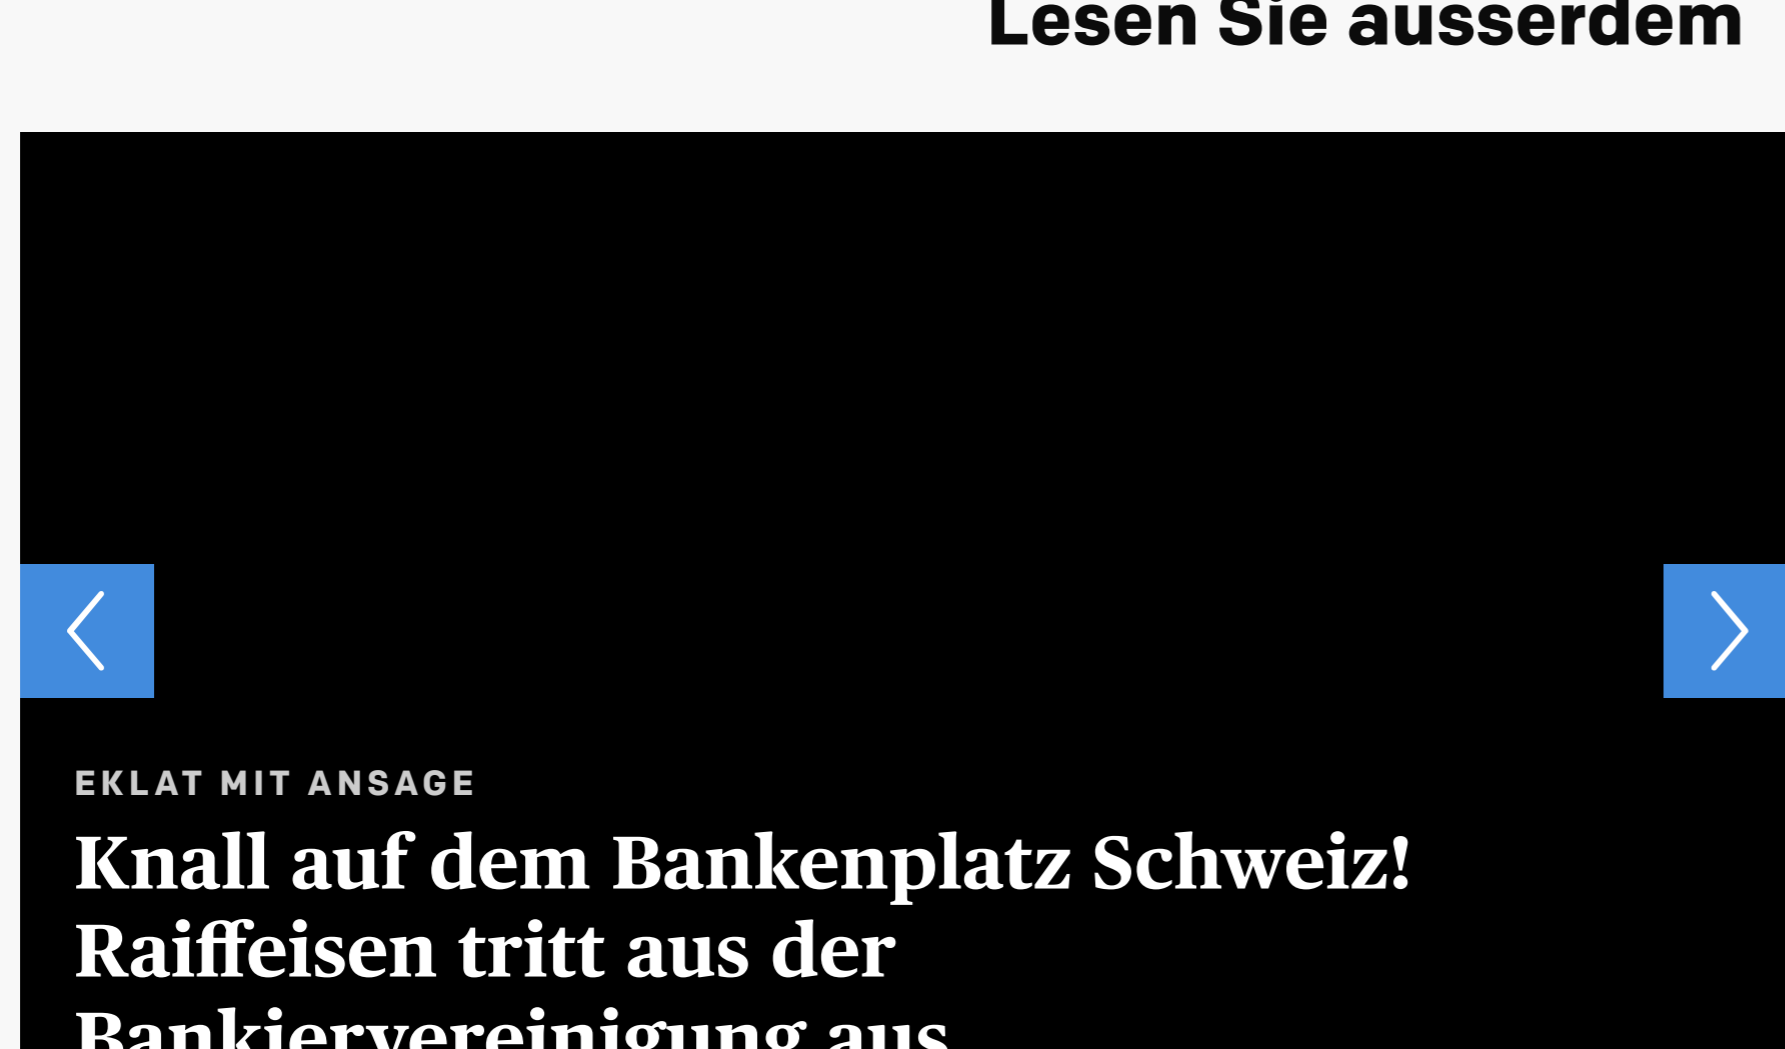 Lesen Sie ausserdem
EKLAT MIT ANSAGE
Knall auf dem Bankenplatz Schweiz!
Raiffeisen tritt aus der
Bankiervereinigung aus